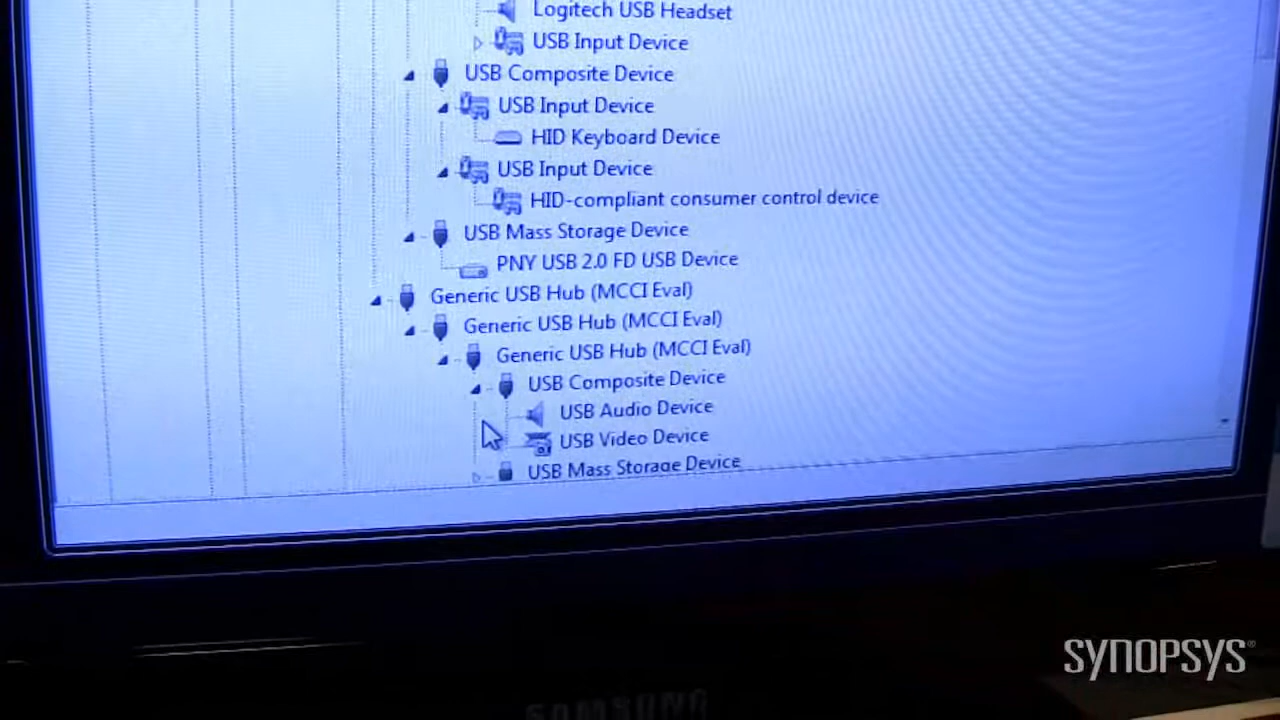 Logitech USB Headset
USB Input Device
USB Composite Device
USB Input Device
HID Keyboard Device
USB Input Device
HID-compliant consumer control device
USB Mass Storage Device
PNY USB 2.0 FD USB Device
Generic USB Hub (MCCI Eval)
Generic USB Hub (MCCI Eval)
Generic USB Hub (MCCI Eval)
USB Composite Device
USB Audio Device
USB Video Device
USB Mass Storage Device
SYNOPSYS®
SAMSUNG